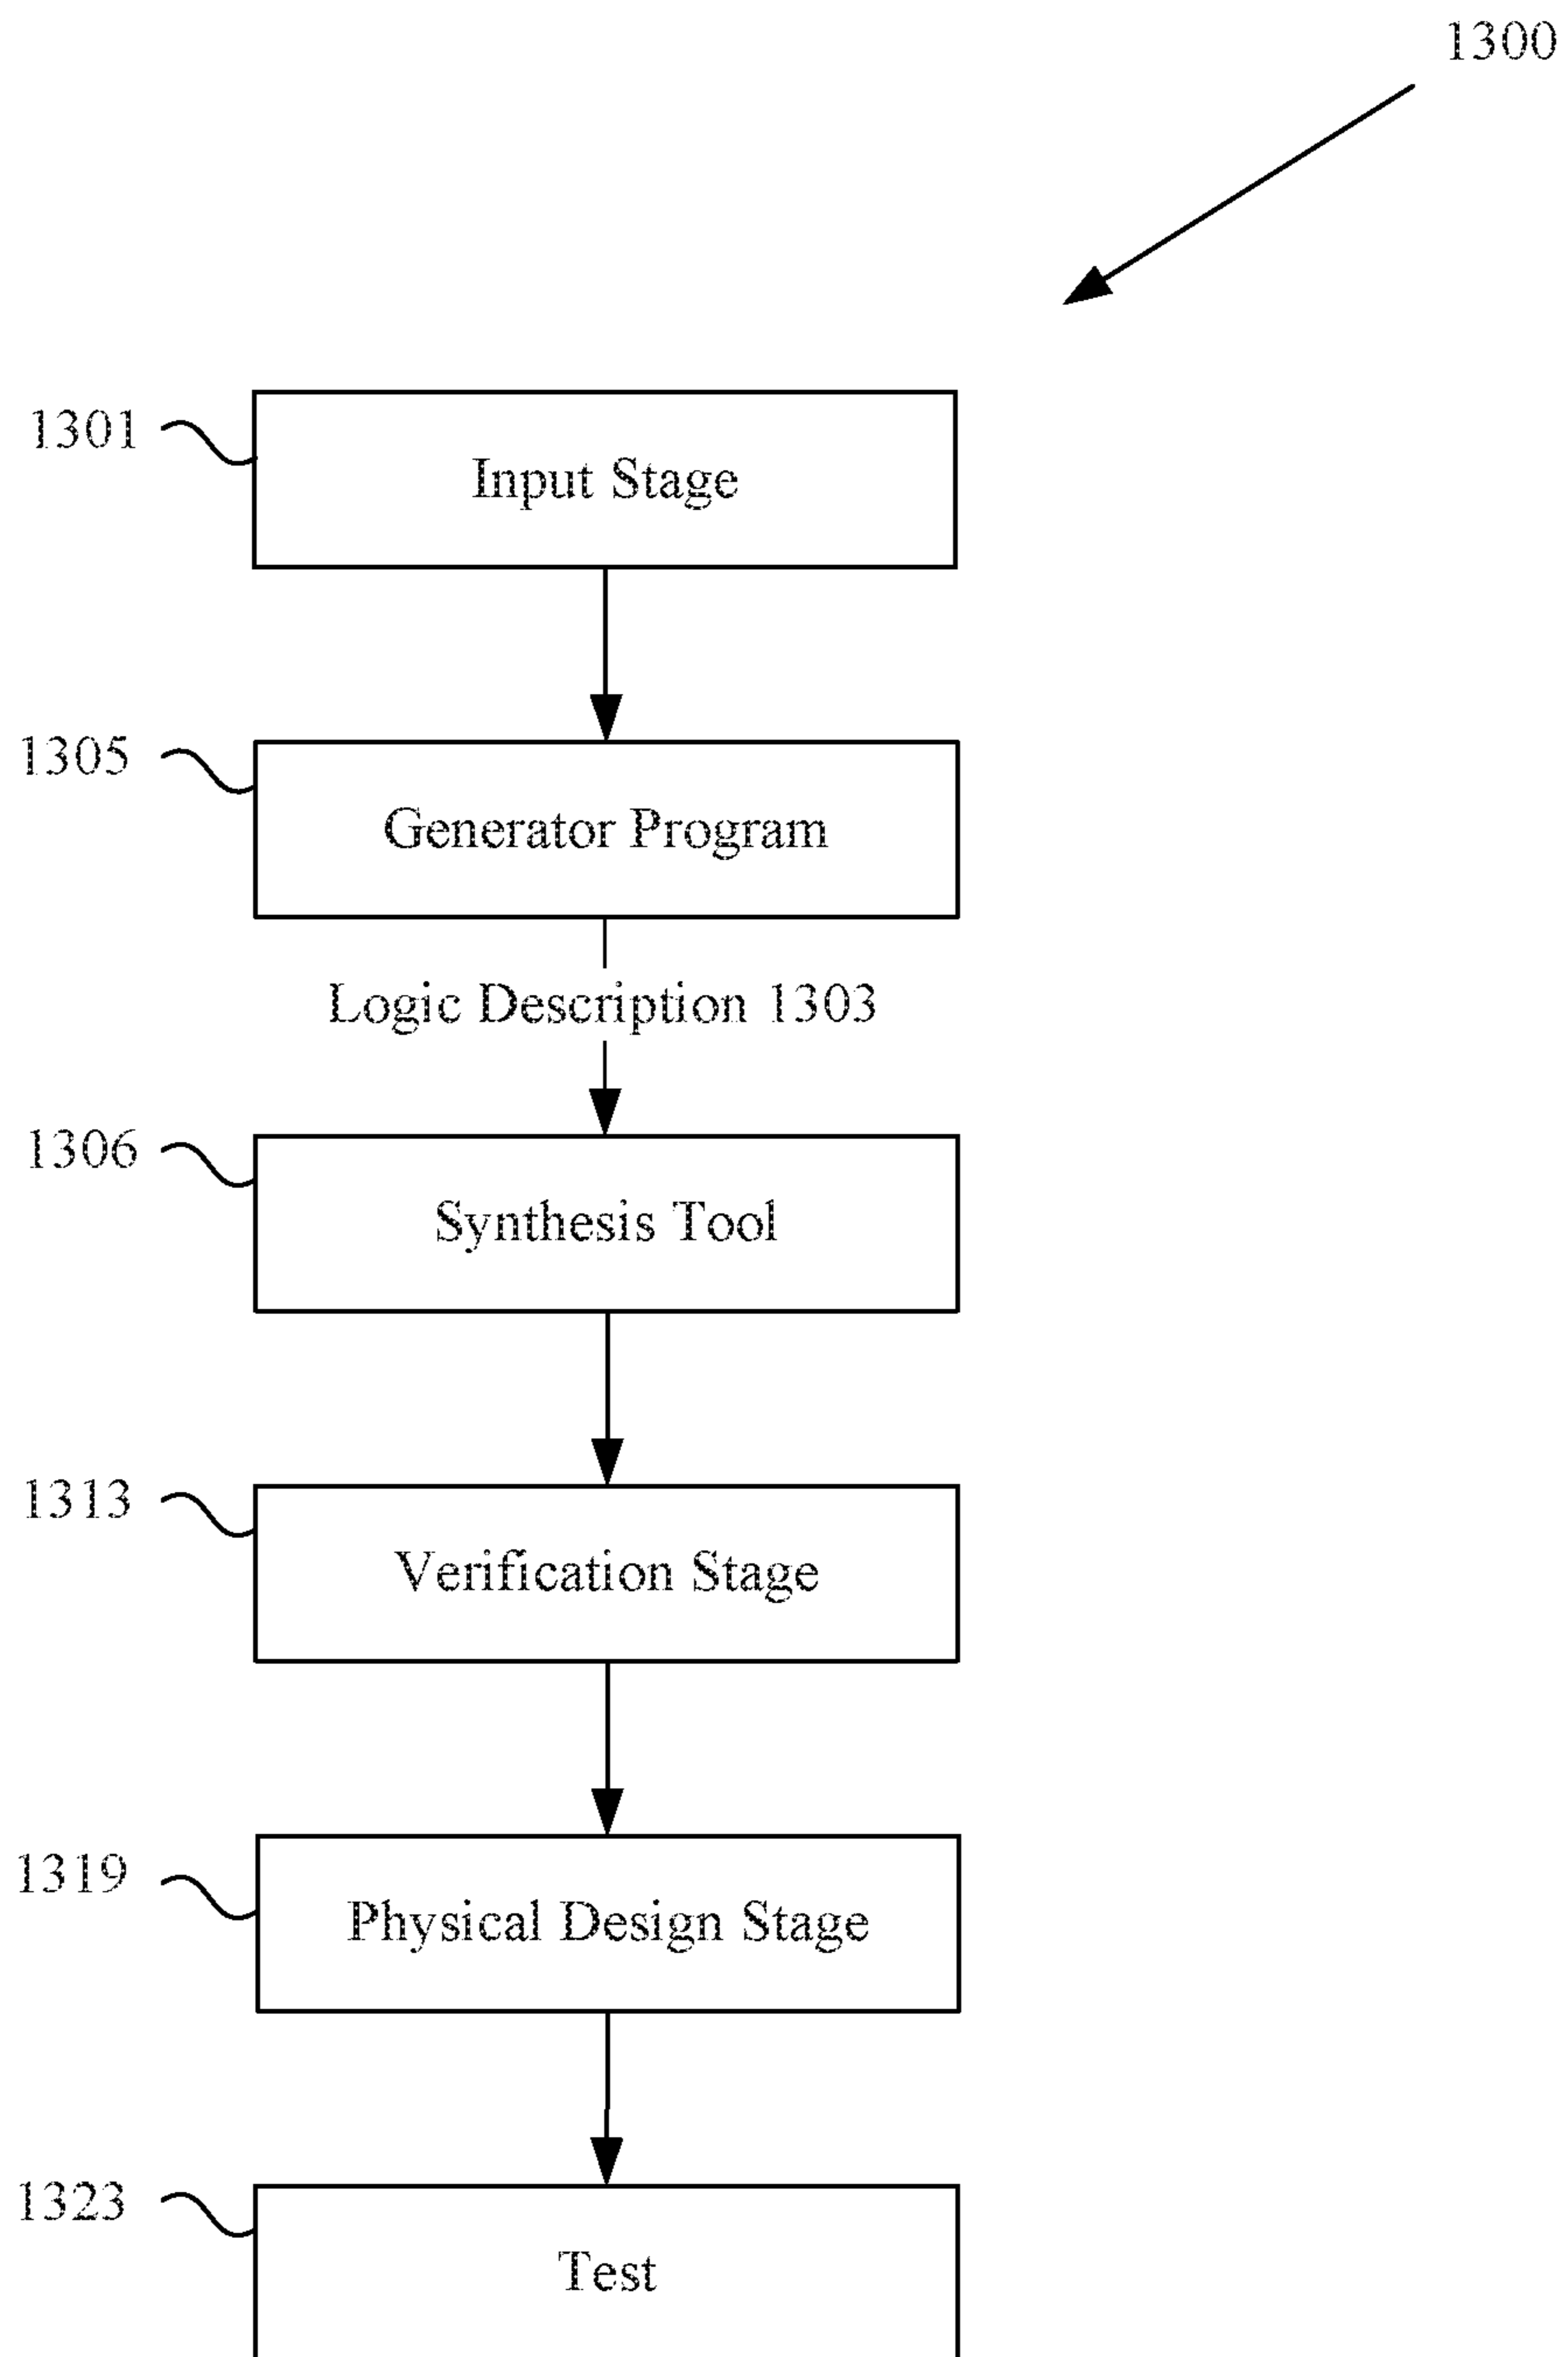 1300
1301
Input Stage
1305
Generator Program
Logic Description 1303
1306
Synthesis Tool
1313
Verification Stage
1319
Physical Design Stage
1323
Test